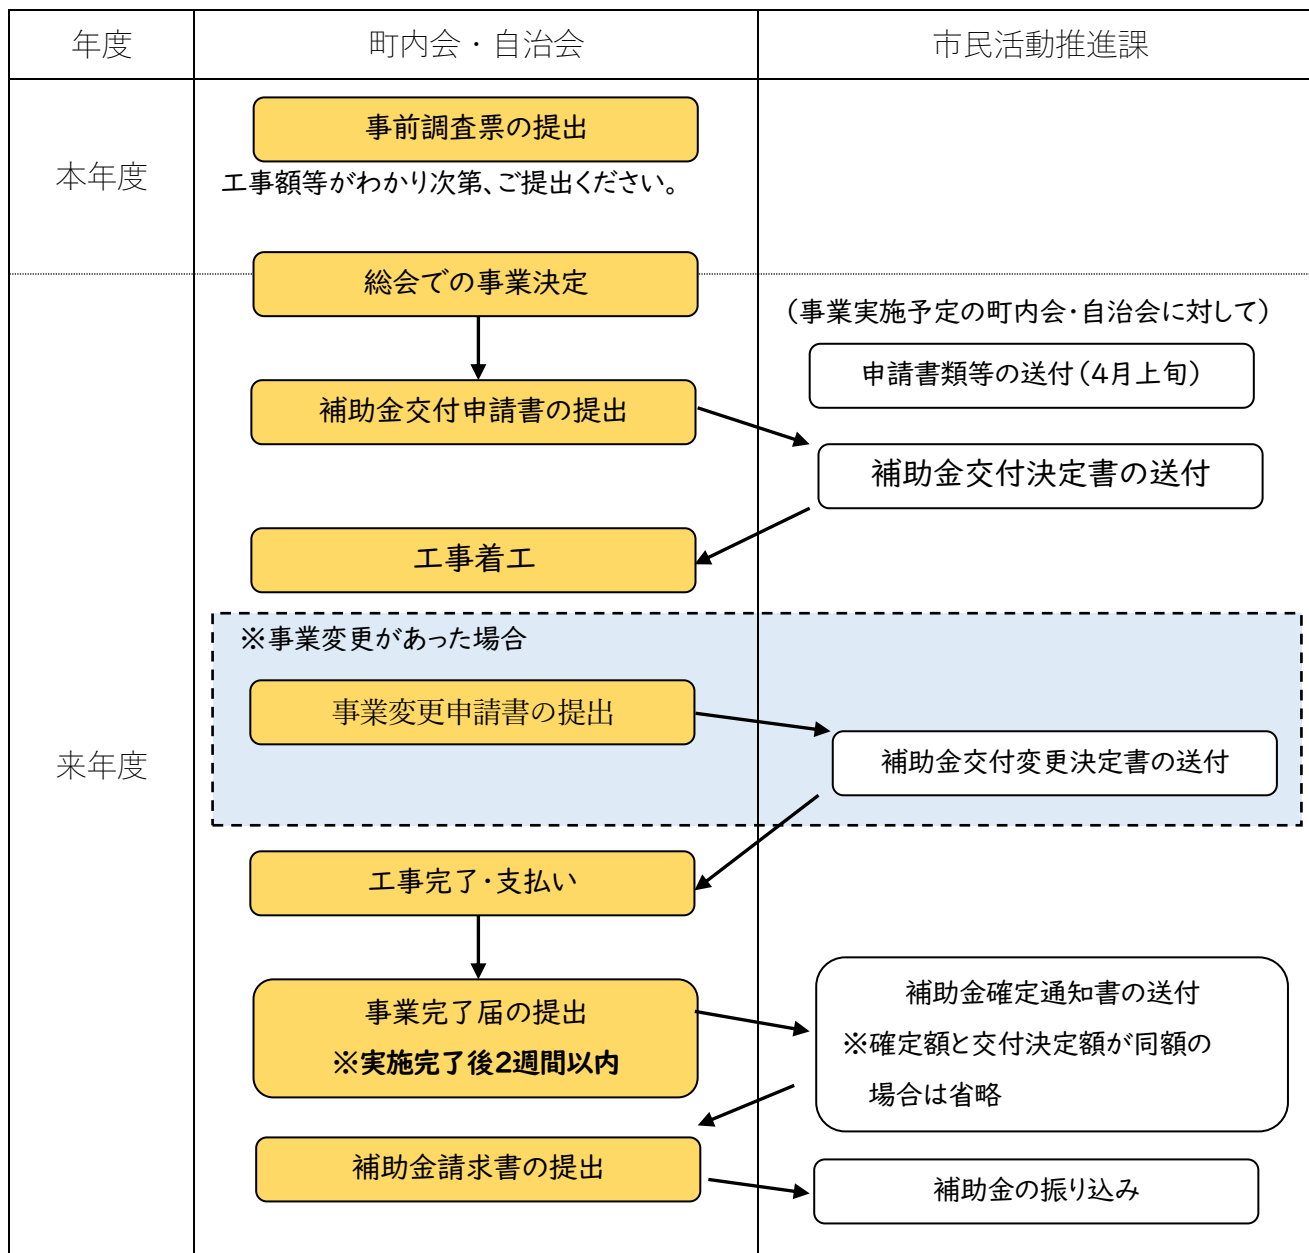 年度
町内会・自治会
市民活動推進課
本年度
事前調査票の提出
工事額等がわかり次第、ご提出ください。
総会での事業決定
(事業実施予定の町内会・自治会に対して)
申請書類等の送付(4月上旬)
補助金交付申請書の提出
補助金交付決定書の送付
工事着工
来年度
※事業変更があった場合
事業変更申請書の提出
補助金交付変更決定書の送付
工事完了・支払い
事業完了届の提出
※実施完了後2週間以内
補助金確定通知書の送付
※確定額と交付決定額が同額の
場合は省略
補助金請求書の提出
補助金の振り込み